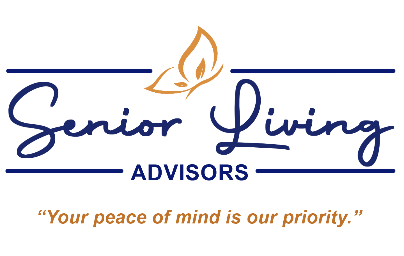 Senior Living
ADVISORS
“Your peace of mind is our priority.”